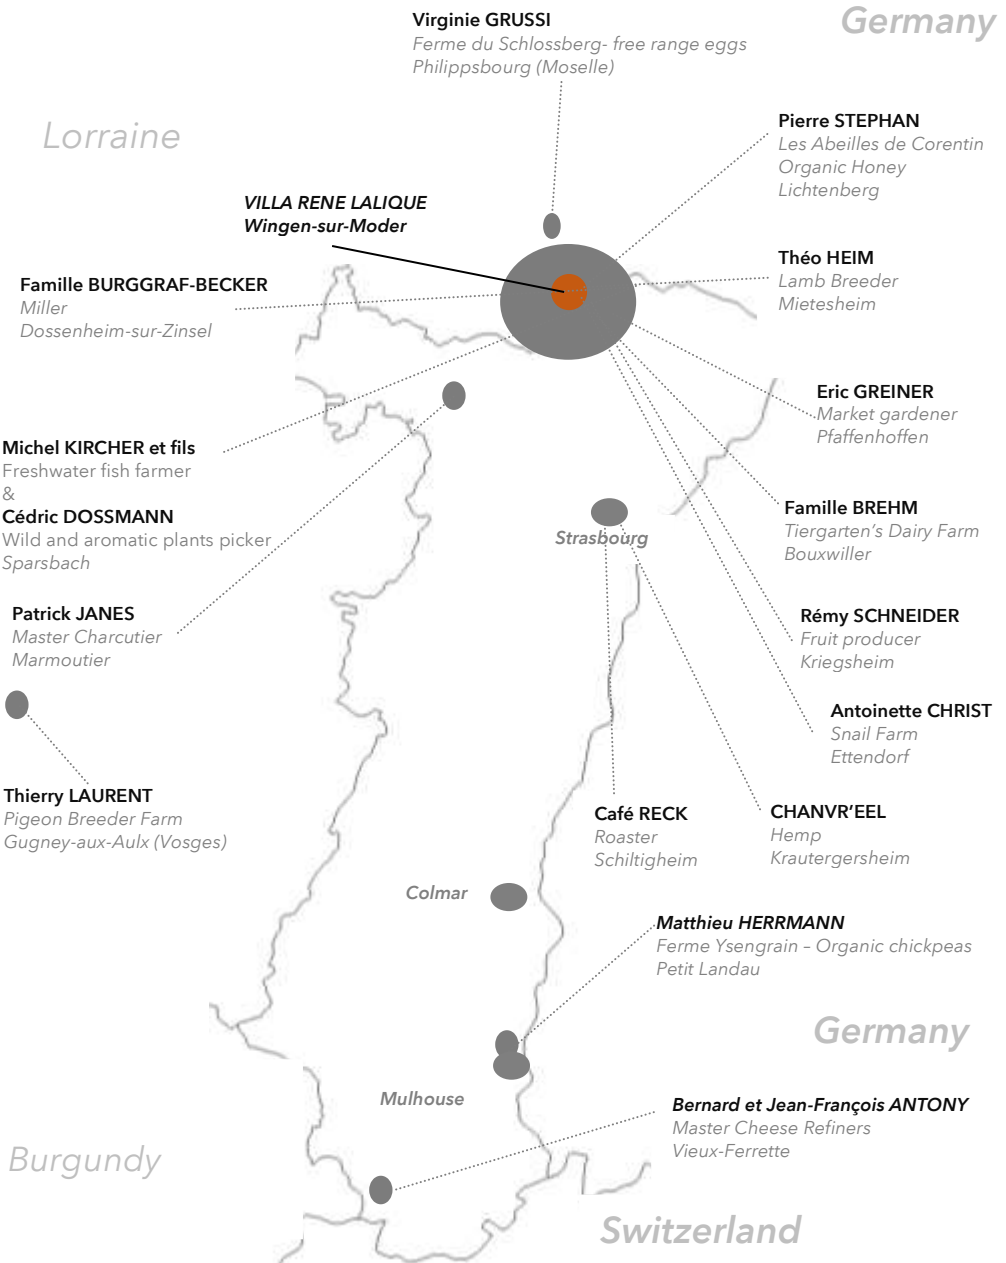 Virginie GRUSSI
Ferme du Schlossberg- free range eggs
Philippsbourg (Moselle)
Germany
Lorraine
Pierre STEPHAN
Les Abeilles de Corentin
Organic Honey
Lichtenberg
VILLA RENE LALIQUE
Wingen-sur-Moder
Théo HEIM
Lamb Breeder
Mietesheim
Famille BURGGRAF-BECKER
Miller
Dossenheim-sur-Zinsel
Eric GREINER
Market gardener
Pfaffenhoffen
Michel KIRCHER et fils
Freshwater fish farmer
&
Cédric DOSSMANN
Wild and aromatic plants picker
Sparsbach
Famille BREHM
Tiergarten’s Dairy Farm
Bouxwiller
Strasbourg
Patrick JANES
Master Charcutier
Marmoutier
Rémy SCHNEIDER
Fruit producer
Kriegsheim
Antoinette CHRIST
Snail Farm
Ettendorf
Thierry LAURENT
Pigeon Breeder Farm
Gugney-aux-Aulx (Vosges)
Café RECK
Roaster
Schiltigheim
CHANVR’EEL
Hemp
Krautergersheim
Colmar
Matthieu HERRMANN
Ferme Ysengrain – Organic chickpeas
Petit Landau
Germany
Mulhouse
Bernard et Jean-François ANTONY
Master Cheese Refiners
Vieux-Ferrette
Burgundy
Switzerland